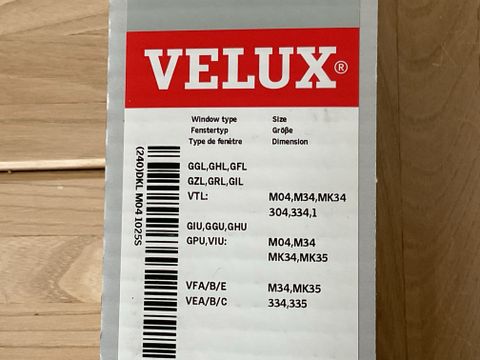 VELUX®
Window type Size
Fenstertyp Größe
Type de fenêtre Dimension
GGL,GHL,GFL
GZL,GRL,GIL
VTL: M04,M34,MK34
304,334,1
GIU,GGU,GHU
GPU,VIU: M04,M34
MK34,MK35
VFA/B/E M34,MK35
VEA/B/C 334,335
(240)DKL M04 1025S